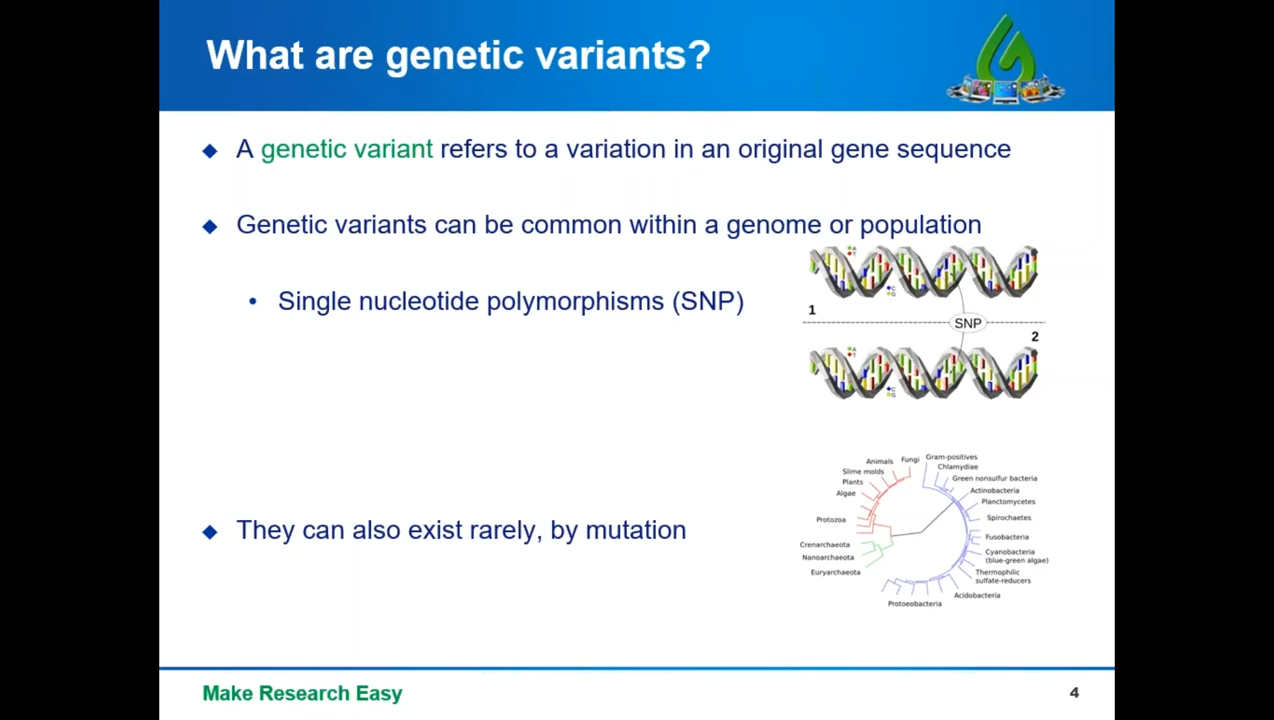 What are genetic variants?
A genetic variant refers to a variation in an original gene sequence
Genetic variants can be common within a genome or population
Single nucleotide polymorphisms (SNP)
A
T
C
G
1
SNP
2
A
T
C
G
They can also exist rarely, by mutation
Animals
Fungi
Gram-positives
Slime molds
Chlamydiae
Plants
Green nonsulfur bacteria
Algae
Actinobacteria
Planctomycetes
Protozoa
Spirochaetes
Fusobacteria
Crenarchaeota
Cyanobacteria
(blue-green algae)
Nanoarchaeota
Euryarchaeota
Thermophilic
sulfate-reducers
Acidobacteria
Protoeobacteria
Make Research Easy
4